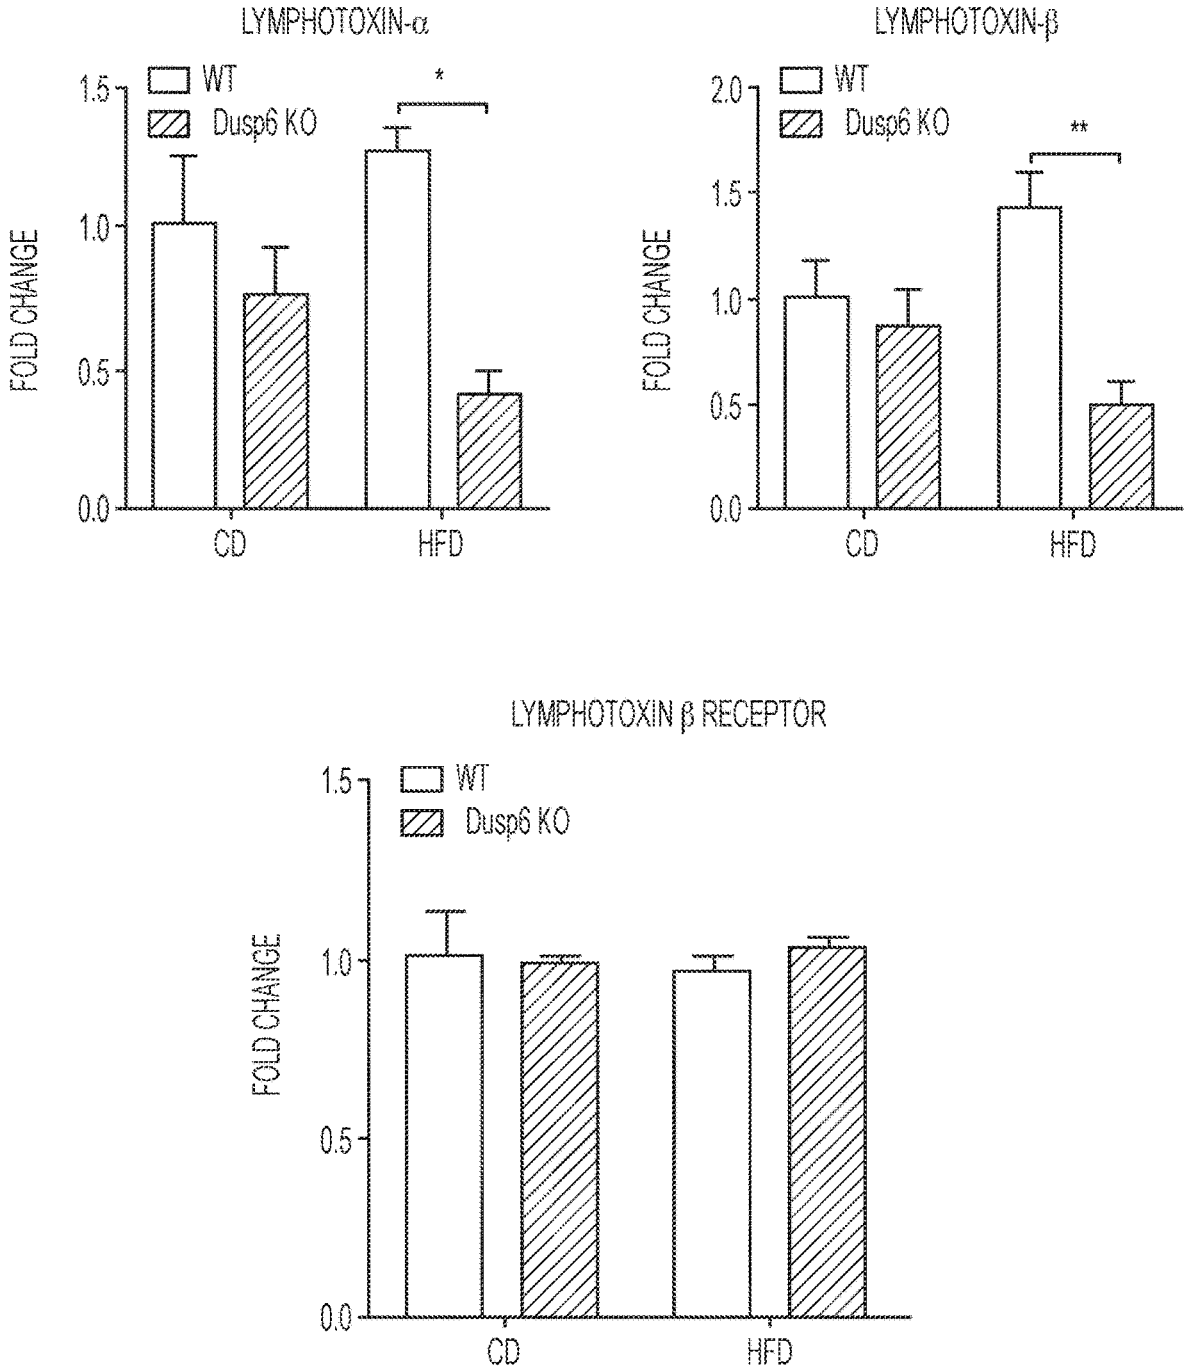 LYMPHOTOXIN-α
WT
Dusp6 KO
*
FOLD CHANGE
1.5
1.0
0.5
0.0
CD HFD
LYMPHOTOXIN-β
WT
Dusp6 KO
**
FOLD CHANGE
2.0
1.5
1.0
0.5
0.0
CD HFD
LYMPHOTOXIN β RECEPTOR
WT
Dusp6 KO
FOLD CHANGE
1.5
1.0
0.5
0.0
CD HFD